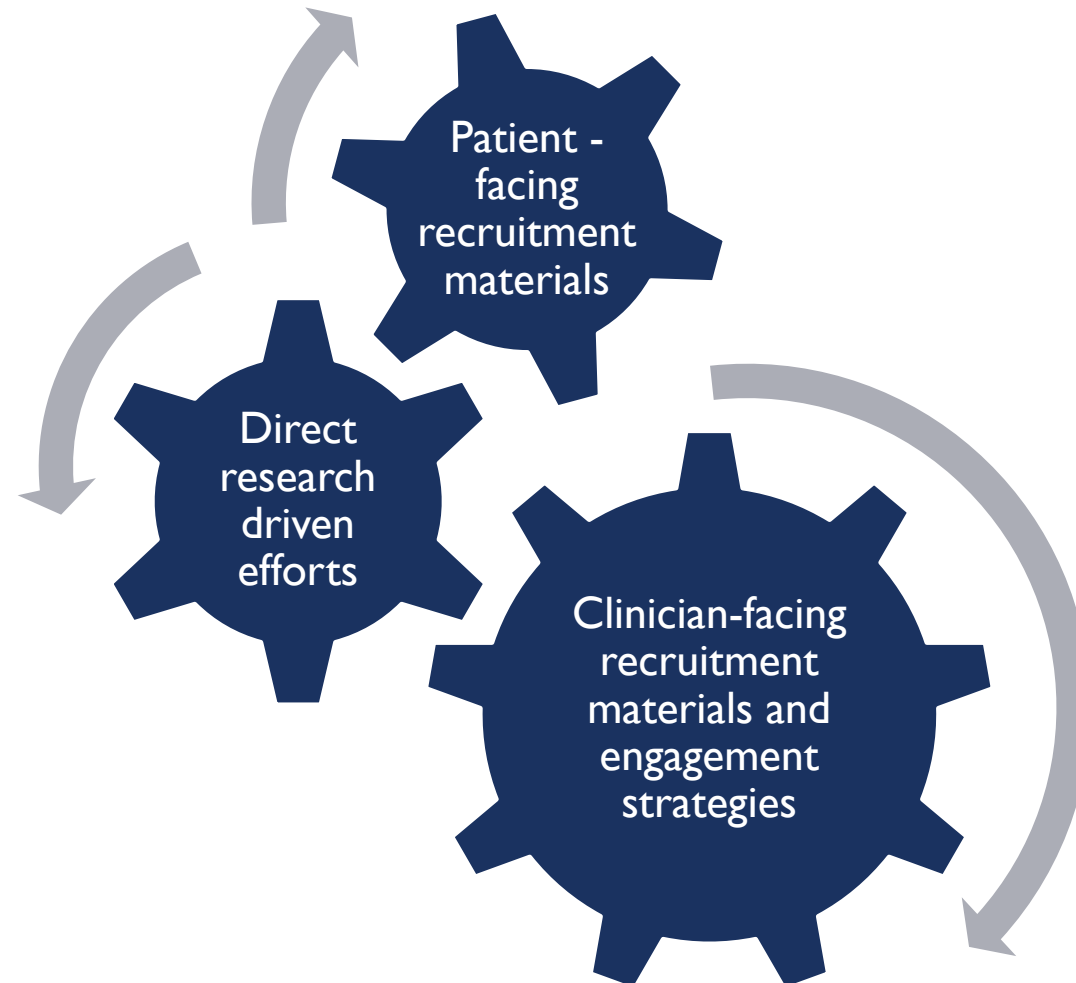 Patient -
facing
recruitment
materials
Direct
research
driven
efforts
Clinician-facing
recruitment
materials and
engagement
strategies